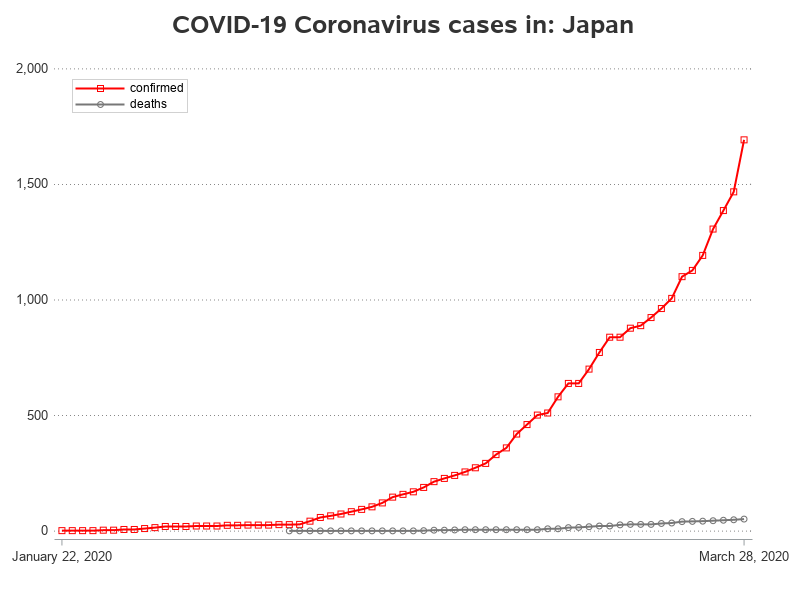 COVID-19 Coronavirus cases in: Japan
2,000
confirmed
deaths
1,500
1,000
500
0
January 22, 2020
March 28, 2020